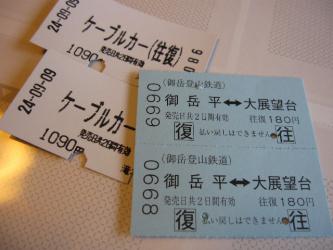 24-09-09
ケーブルカー(往復)
1090
発売日共2日間有効
986
24-09-09
ケーブルカー
1090
発売日共2日間有効
0669
(御岳登山鉄道)
御岳平⬌大展望台
発売日共2日間有効 往復180円
復 払い戻しはできません 往
8990
(御岳登山鉄道)
御岳平⬌大展望台
発売日共2日間有効 往復180円
復 払い戻しはできません 往